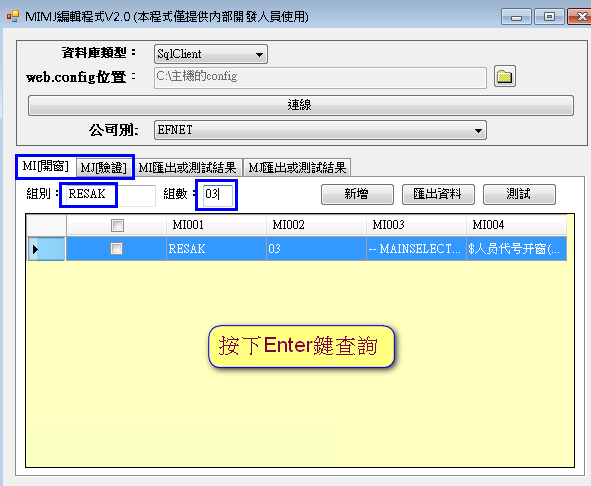 MIMJ編輯程式V2.0 (本程式僅提供內部開發人員使用)
資料庫類型： SqlClient
web.config位置： C:\主機的config
連線
公司別: EFNET
MI[開窗] MJ[驗證] MI匯出或測試結果 MJ匯出或測試結果
組別： RESAK 組數： 03 新增 匯出資料 測試
MI001 MI002 MI003 MI004
RESAK 03 -- MAINSELECT... $人员代号开窗(...
按下Enter鍵查詢